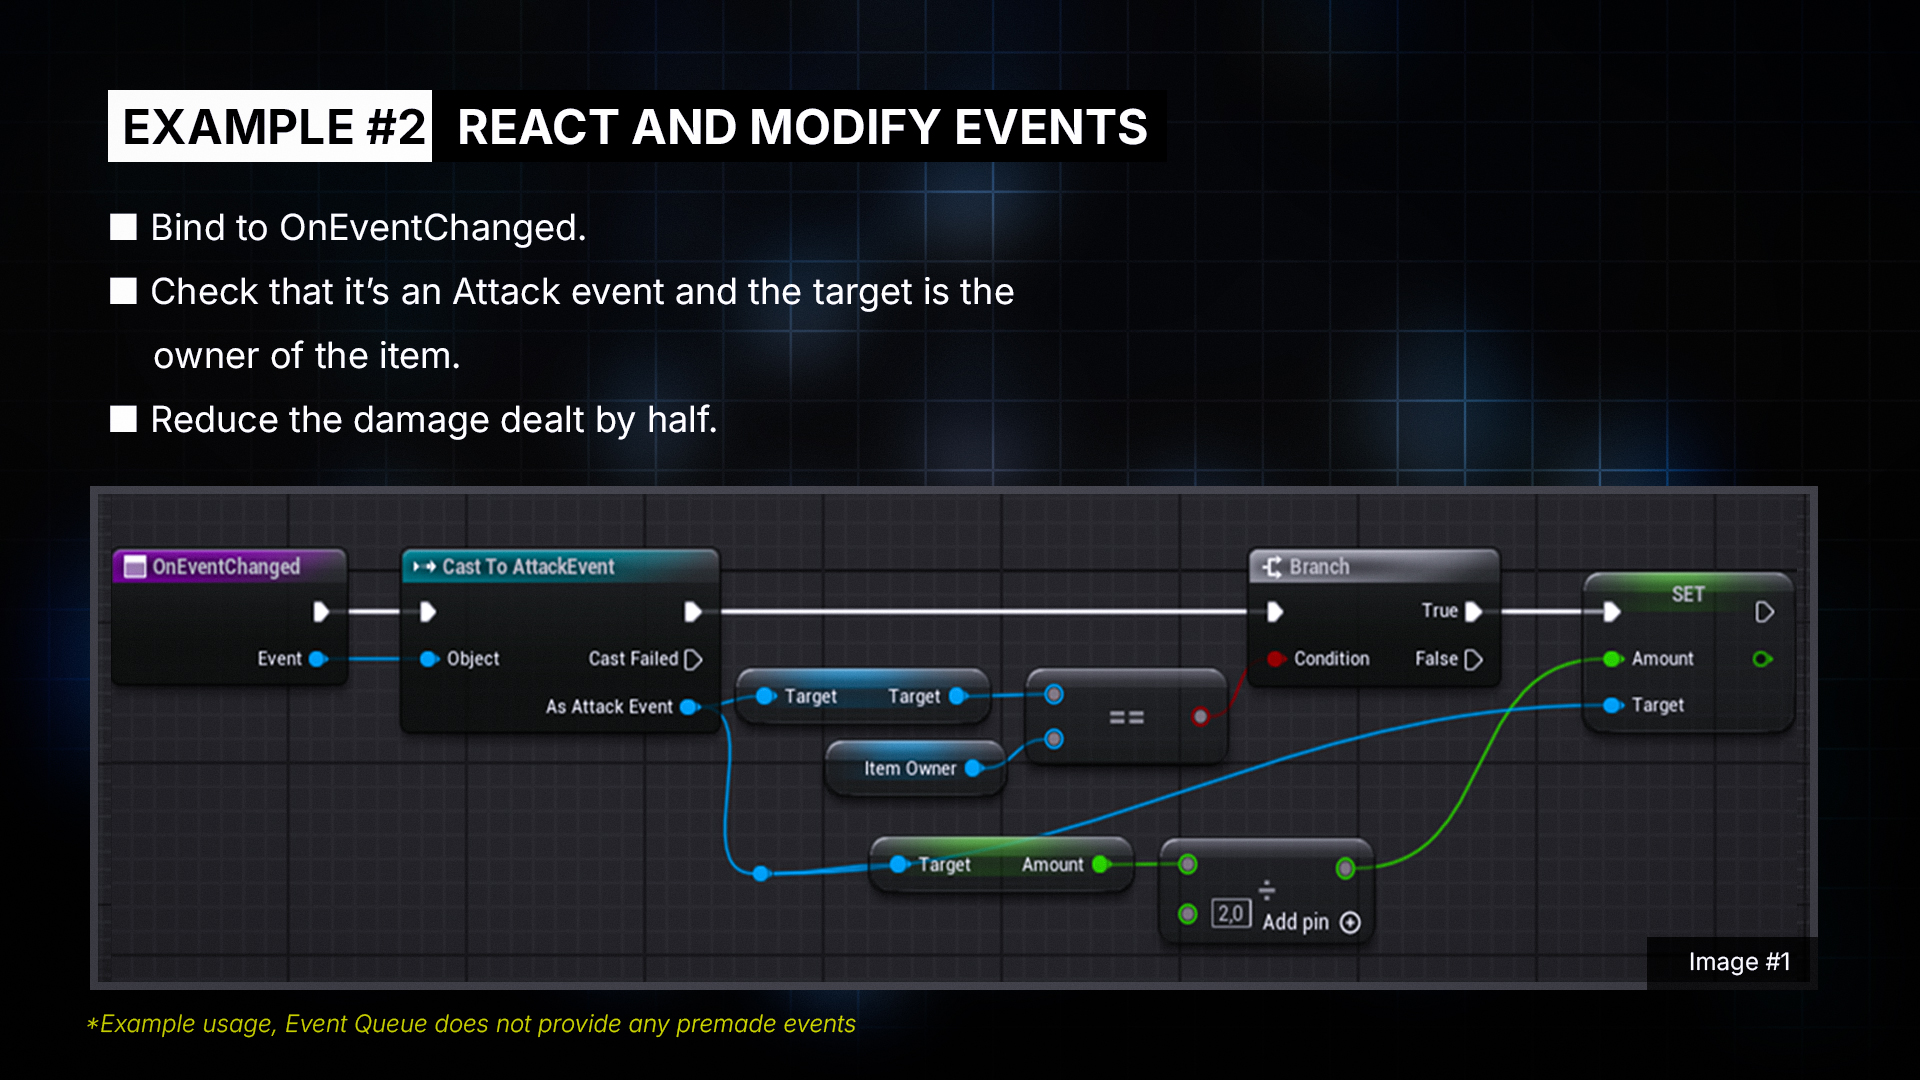 EXAMPLE #2 REACT AND MODIFY EVENTS
■ Bind to OnEventChanged.
■ Check that it’s an Attack event and the target is the
owner of the item.
■ Reduce the damage dealt by half.
OnEventChanged
Event
Cast To AttackEvent
Object
Cast Failed
As Attack Event
Target Target
Item Owner
==
Branch
True
Condition False
SET
Amount
Target
Target Amount
÷
2,0 Add pin
Image #1
*Example usage, Event Queue does not provide any premade events